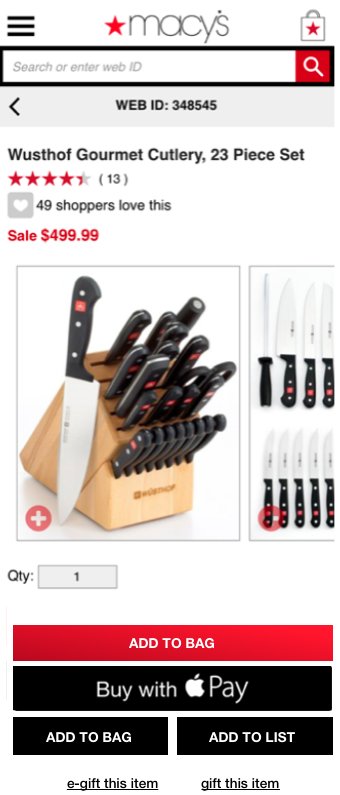 macy's
Search or enter web ID
WEB ID: 348545
Wusthof Gourmet Cutlery, 23 Piece Set
( 13 )
49 shoppers love this
Sale $499.99
WÜSTHOF
Qty: 1
ADD TO BAG
Buy with Pay
ADD TO BAG ADD TO LIST
e-gift this item gift this item